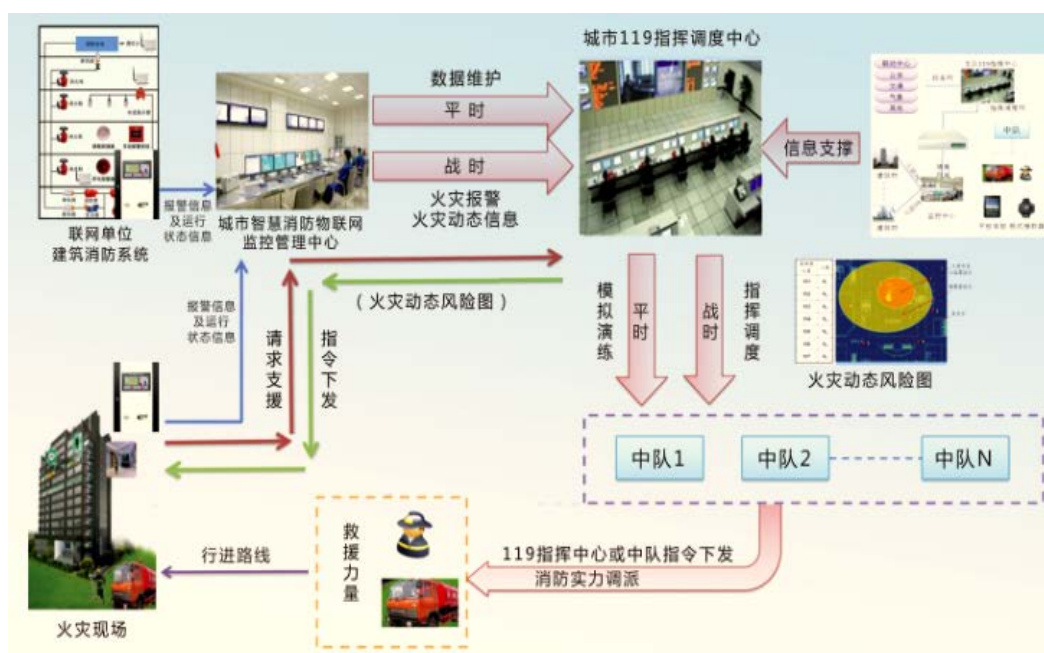 城市119指挥调度中心
数据维护
平 时
战 时
火灾报警
火灾动态信息
信息支撑
联网单位
建筑消防系统
报警信息
及运行
状态信息
城市智慧消防物联网
监控管理中心
中队
(火灾动态风险图)
报警信息
及运行
状态信息
请求支援
指令下发
模拟演练
平时
战时
指挥调度
火灾动态风险图
中队1
中队2
中队N
119指挥中心或中队指令下发
消防实力调派
救援力量
行进路线
火灾现场